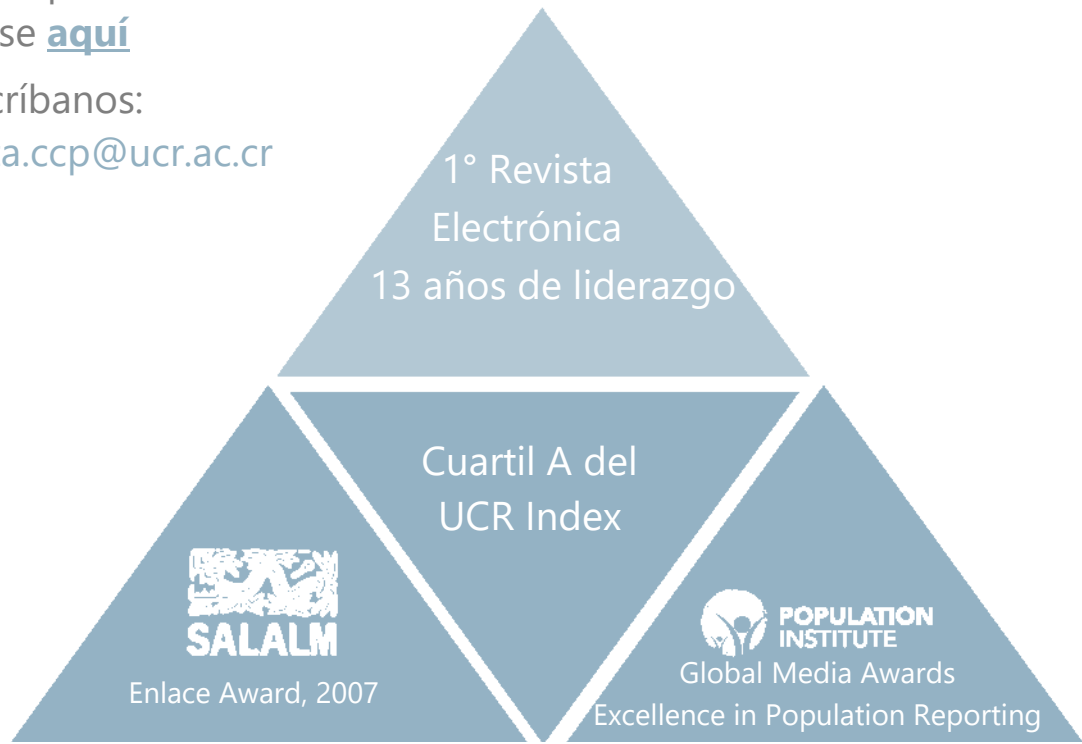 se aquí
críbanos:
a.ccp@ucr.ac.cr
1° Revista
Electrónica
13 años de liderazgo
Cuartil A del
UCR Index
SALALM
Enlace Award, 2007
POPULATION
INSTITUTE
Global Media Awards
Excellence in Population Reporting